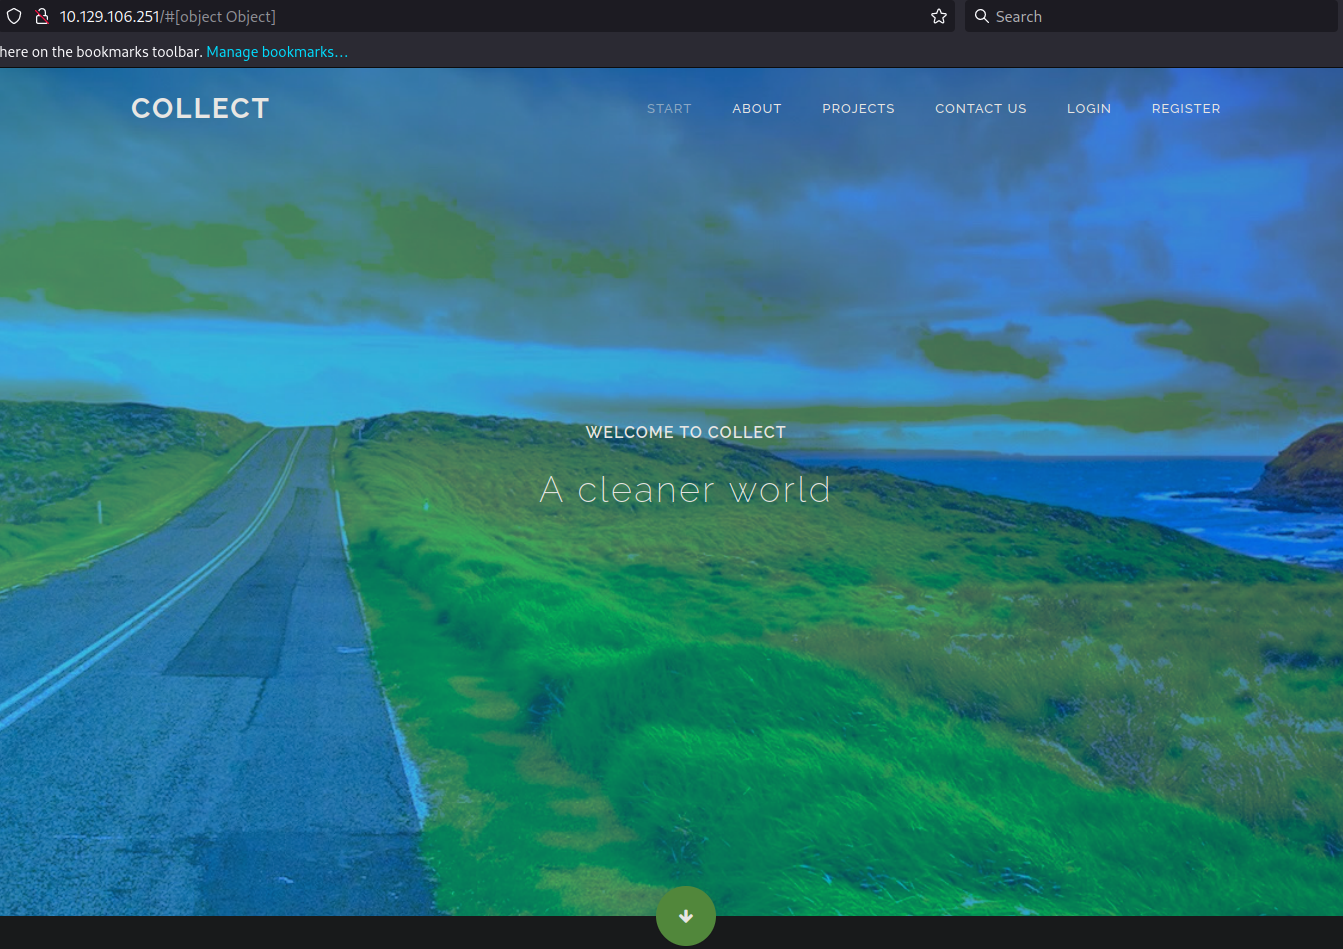 10.129.106.251/#[object Object]
Search
here on the bookmarks toolbar. Manage bookmarks…
COLLECT
START ABOUT PROJECTS CONTACT US LOGIN REGISTER
WELCOME TO COLLECT
A cleaner world